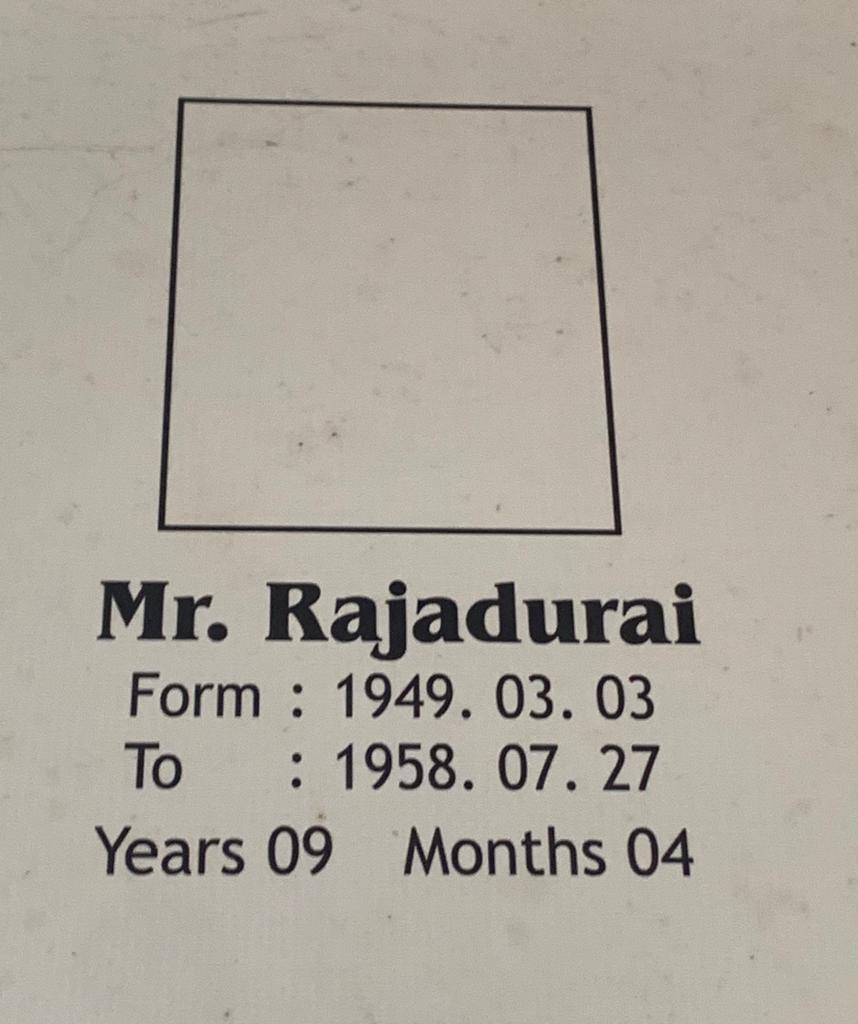 Mr. Rajadurai
Form : 1949. 03. 03
To : 1958. 07. 27
Years 09 Months 04